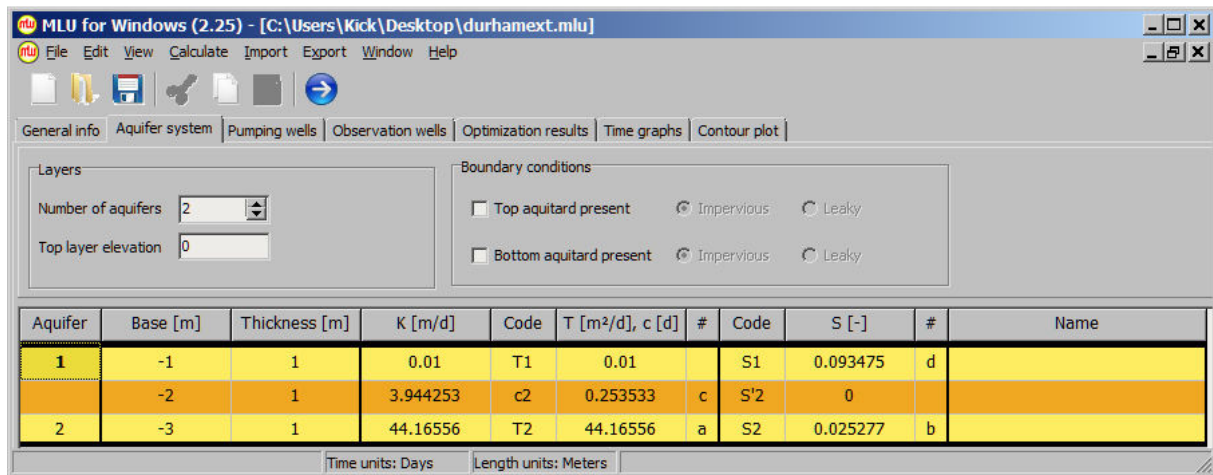 MLU for Windows (2.25) - [C:\Users\Kick\Desktop\durhamext.mlu]
mlu File Edit View Calculate Import Export Window Help
General info Aquifer system Pumping wells Observation wells Optimization results Time graphs Contour plot
Layers Boundary conditions
Number of aquifers 2 Top aquitard present Impervious Leaky
Top layer elevation 0 Bottom aquitard present Impervious Leaky
Aquifer Base [m] Thickness [m] K [m/d] Code T [m²/d], c [d] # Code S [-] # Name
1 -1 1 0.01 T1 0.01 S1 0.093475 d
-2 1 3.944253 c2 0.253533 c S'2 0
2 -3 1 44.16556 T2 44.16556 a S2 0.025277 b
Time units: Days Length units: Meters